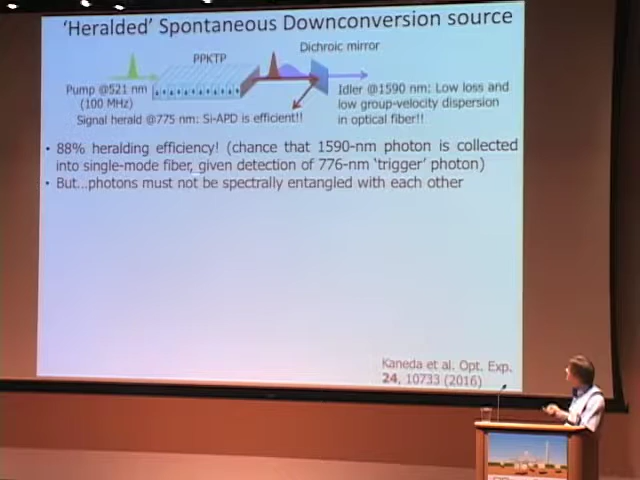 'Heralded' Spontaneous Downconversion source
Dichroic mirror
PPKTP
Pump @521 nm
(100 MHz)
Idler @1590 nm: Low loss and
low group-velocity dispersion
in optical fiber!!
Signal herald @775 nm: Si-APD is efficient!!
• 88% heralding efficiency! (chance that 1590-nm photon is collected
into single-mode fiber, given detection of 776-nm 'trigger' photon)
• But...photons must not be spectrally entangled with each other
Kaneda et al. Opt. Exp.
24, 10733 (2016)